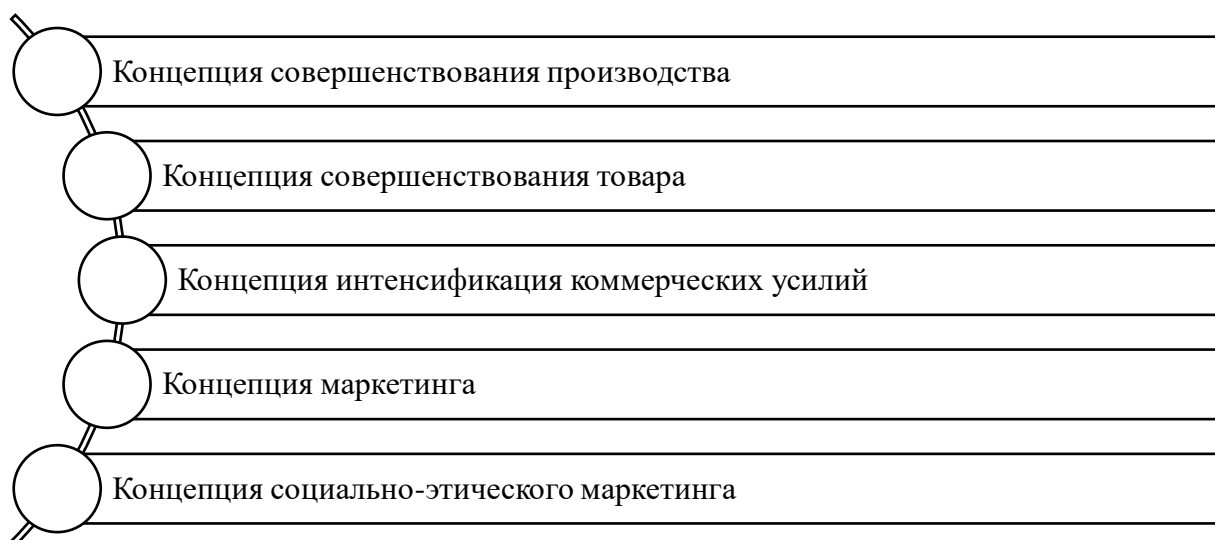 Концепция совершенствования производства
Концепция совершенствования товара
Концепция интенсификация коммерческих усилий
Концепция маркетинга
Концепция социально-этического маркетинга